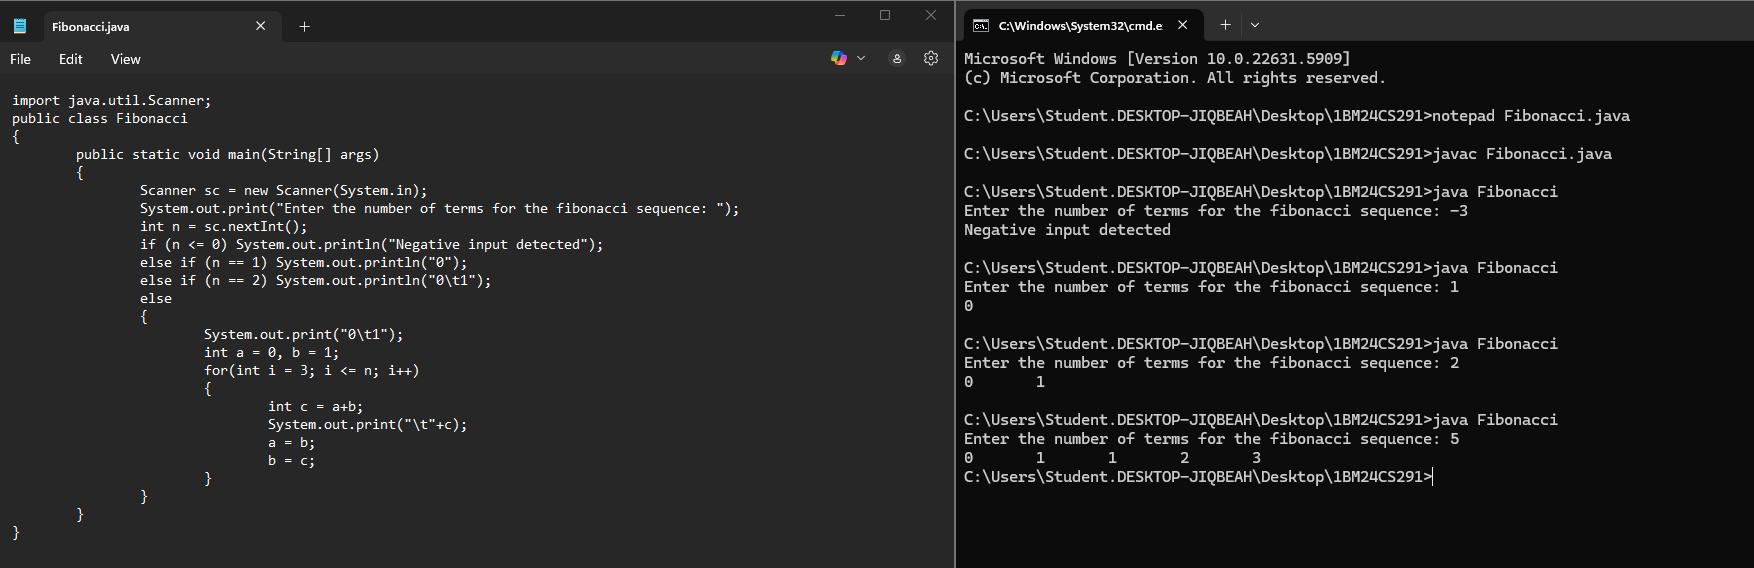 Fibonacci.java
File Edit View
import java.util.Scanner;
public class Fibonacci
{
        public static void main(String[] args)
        {
                Scanner sc = new Scanner(System.in);
                System.out.print("Enter the number of terms for the fibonacci sequence: ");
                int n = sc.nextInt();
                if (n <= 0) System.out.println("Negative input detected");
                else if (n == 1) System.out.println("0");
                else if (n == 2) System.out.println("0\t1");
                else
                {
                        System.out.print("0\t1");
                        int a = 0, b = 1;
                        for(int i = 3; i <= n; i++)
                        {
                                int c = a+b;
                                System.out.print("\t"+c);
                                a = b;
                                b = c;
                        }
                }
        }
}
C:\Windows\System32\cmd.e
Microsoft Windows [Version 10.0.22631.5909]
(c) Microsoft Corporation. All rights reserved.
C:\Users\Student.DESKTOP-JIQBEAH\Desktop\1BM24CS291>notepad Fibonacci.java
C:\Users\Student.DESKTOP-JIQBEAH\Desktop\1BM24CS291>javac Fibonacci.java
C:\Users\Student.DESKTOP-JIQBEAH\Desktop\1BM24CS291>java Fibonacci
Enter the number of terms for the fibonacci sequence: -3
Negative input detected
C:\Users\Student.DESKTOP-JIQBEAH\Desktop\1BM24CS291>java Fibonacci
Enter the number of terms for the fibonacci sequence: 1
0
C:\Users\Student.DESKTOP-JIQBEAH\Desktop\1BM24CS291>java Fibonacci
Enter the number of terms for the fibonacci sequence: 2
0       1
C:\Users\Student.DESKTOP-JIQBEAH\Desktop\1BM24CS291>java Fibonacci
Enter the number of terms for the fibonacci sequence: 5
0       1       1       2       3
C:\Users\Student.DESKTOP-JIQBEAH\Desktop\1BM24CS291>